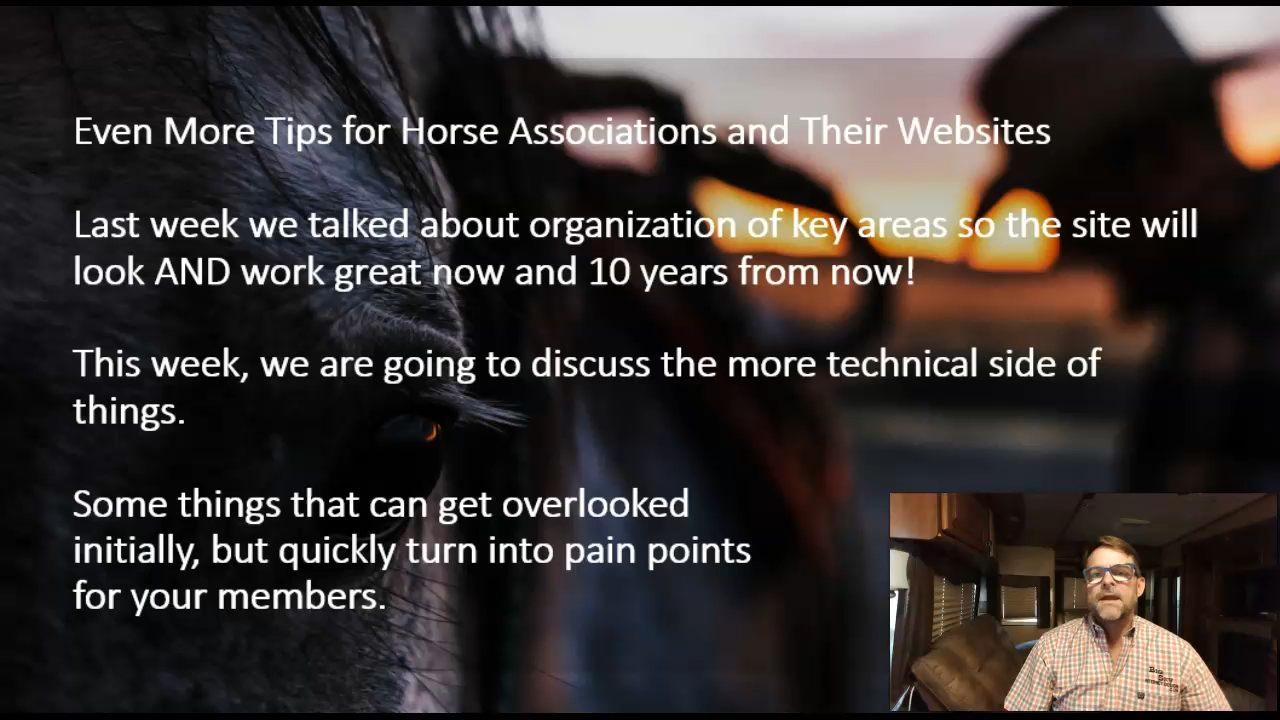 Even More Tips for Horse Associations and Their Websites
Last week we talked about organization of key areas so the site will
look AND work great now and 10 years from now!
This week, we are going to discuss the more technical side of
things.
Some things that can get overlooked
initially, but quickly turn into pain points
for your members.